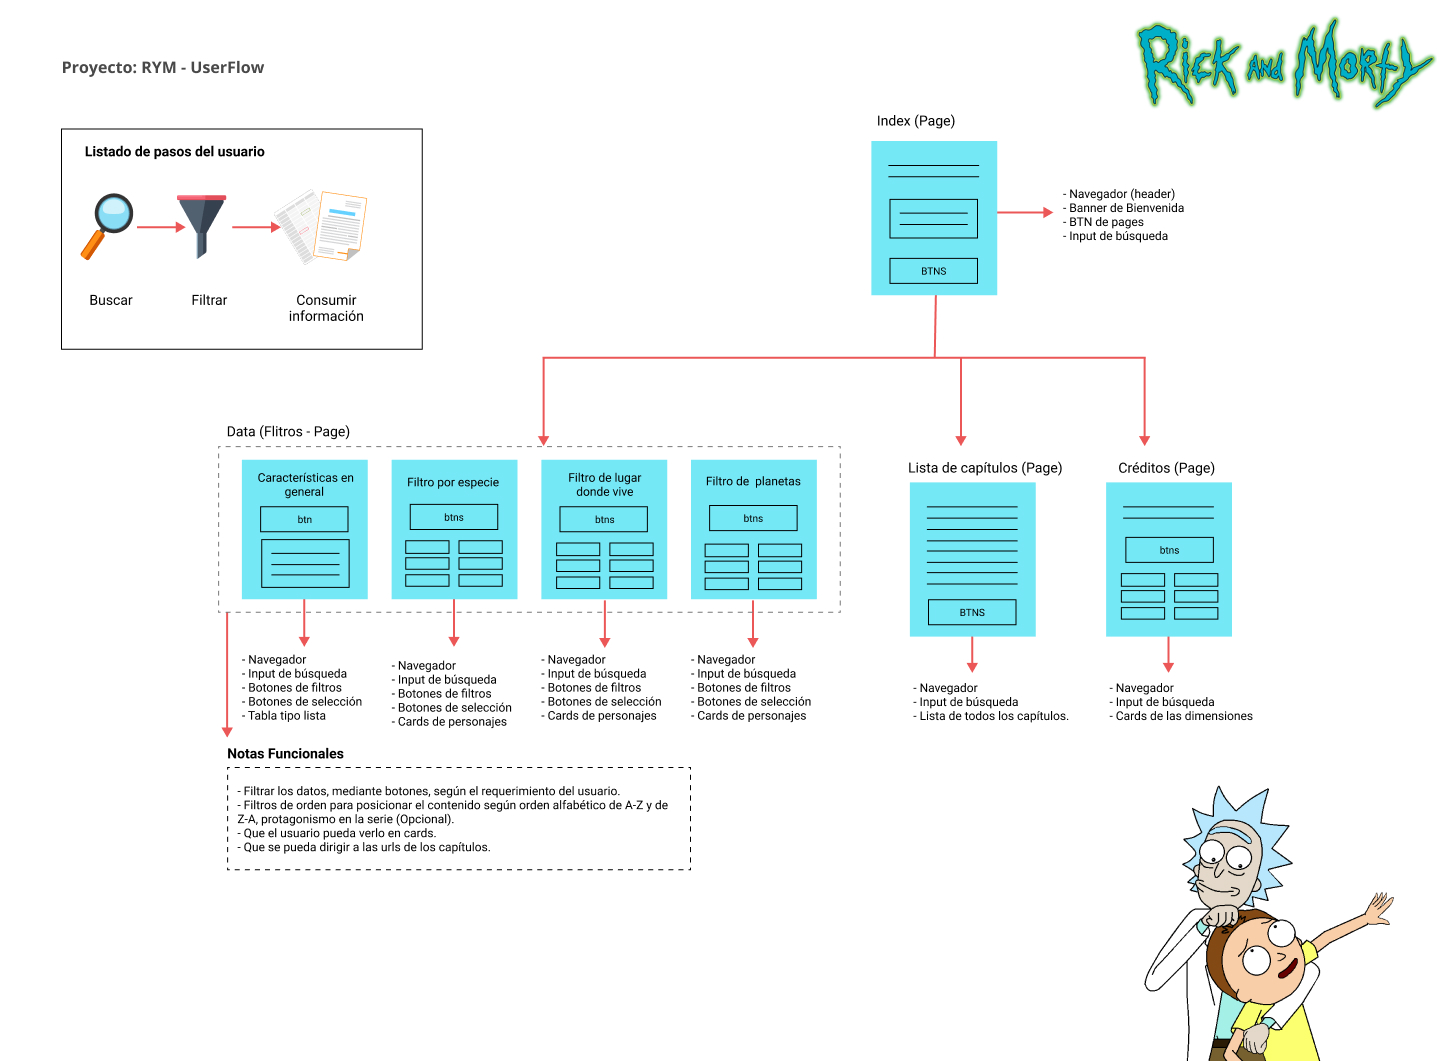 Proyecto: RYM - UserFlow
Rick and Morty
Listado de pasos del usuario
Buscar
Filtrar
Consumir
información
Index (Page)
BTNS
- Navegador (header)
- Banner de Bienvenida
- BTN de pages
- Input de búsqueda
Data (Flitros - Page)
Características en
general
btn
Filtro por especie
btns
Filtro de lugar
donde vive
btns
Filtro de planetas
btns
Lista de capítulos (Page)
BTNS
Créditos (Page)
btns
- Navegador
- Input de búsqueda
- Botones de filtros
- Botones de selección
- Tabla tipo lista
- Navegador
- Input de búsqueda
- Botones de filtros
- Botones de selección
- Cards de personajes
- Navegador
- Input de búsqueda
- Botones de filtros
- Botones de selección
- Cards de personajes
- Navegador
- Input de búsqueda
- Botones de filtros
- Botones de selección
- Cards de personajes
- Navegador
- Input de búsqueda
- Lista de todos los capítulos.
- Navegador
- Input de búsqueda
- Cards de las dimensiones
Notas Funcionales
- Filtrar los datos, mediante botones, según el requerimiento del usuario.
- Filtros de orden para posicionar el contenido según orden alfabético de A-Z y de
Z-A, protagonismo en la serie (Opcional).
- Que el usuario pueda verlo en cards.
- Que se pueda dirigir a las urls de los capítulos.